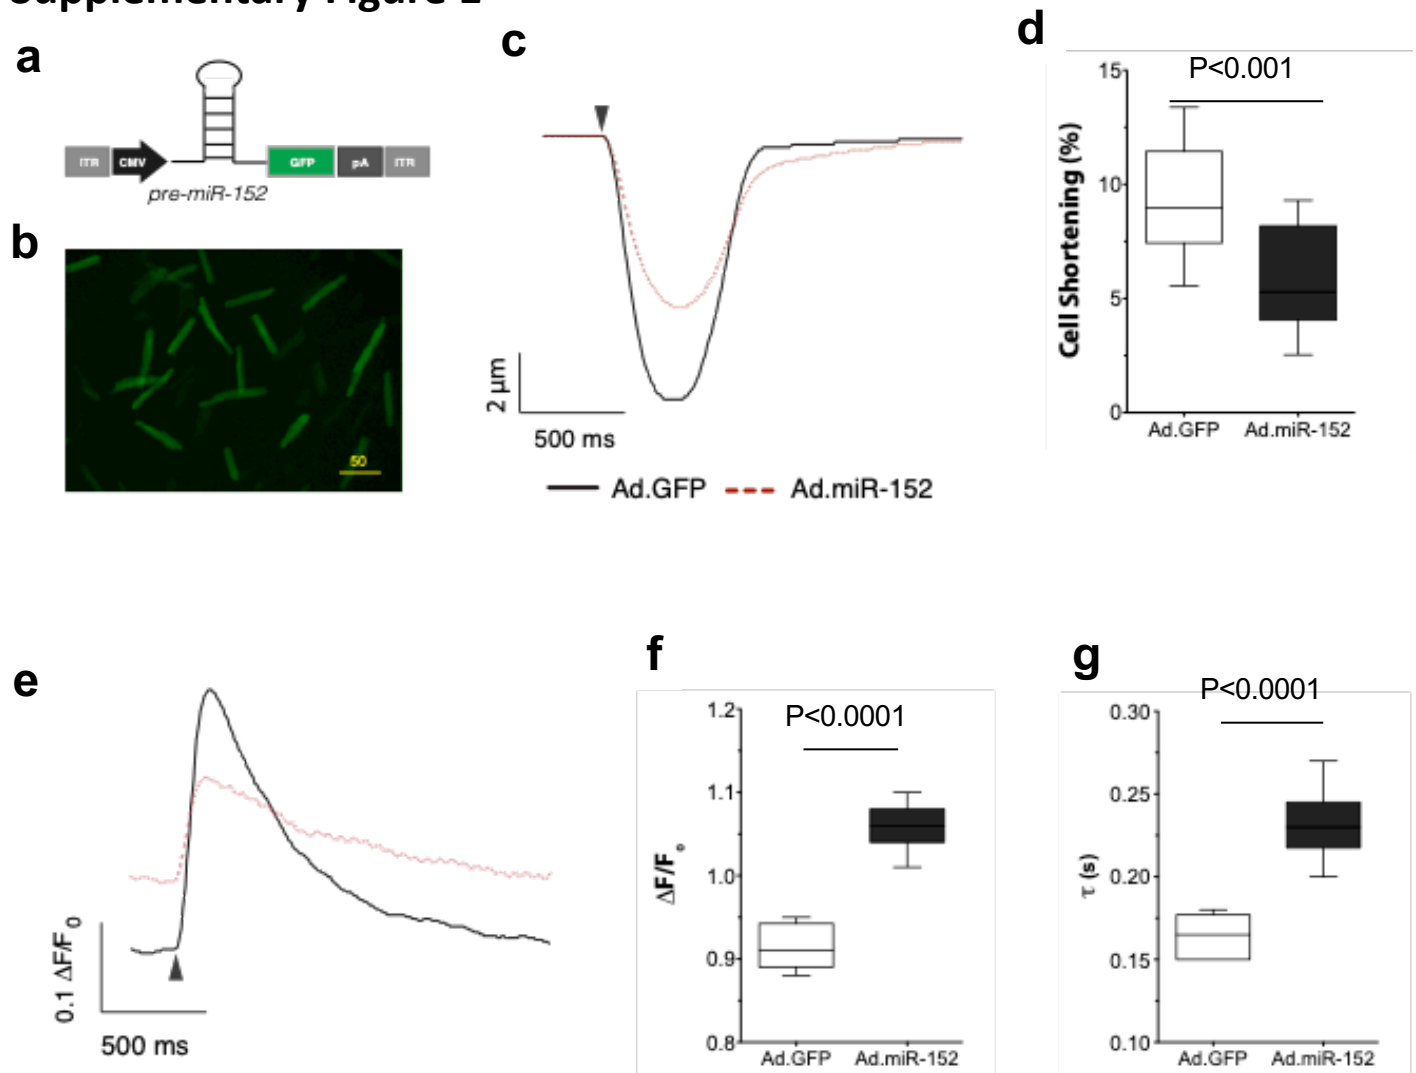 Supplementary Figure
a
ITR CMV GFP pA ITR
pre-miR-152
b
50
c
2 μm
500 ms
Ad.GFP Ad.miR-152
d
P<0.001
Cell Shortening (%)
15
10
5
0
Ad.GFP Ad.miR-152
e
0.1 ΔF/F0
500 ms
f
P<0.0001
ΔF/F°
1.2
1.1
1.0
0.9
0.8
Ad.GFP Ad.miR-152
g
P<0.0001
τ (s)
0.30
0.25
0.20
0.15
0.10
Ad.GFP Ad.miR-152